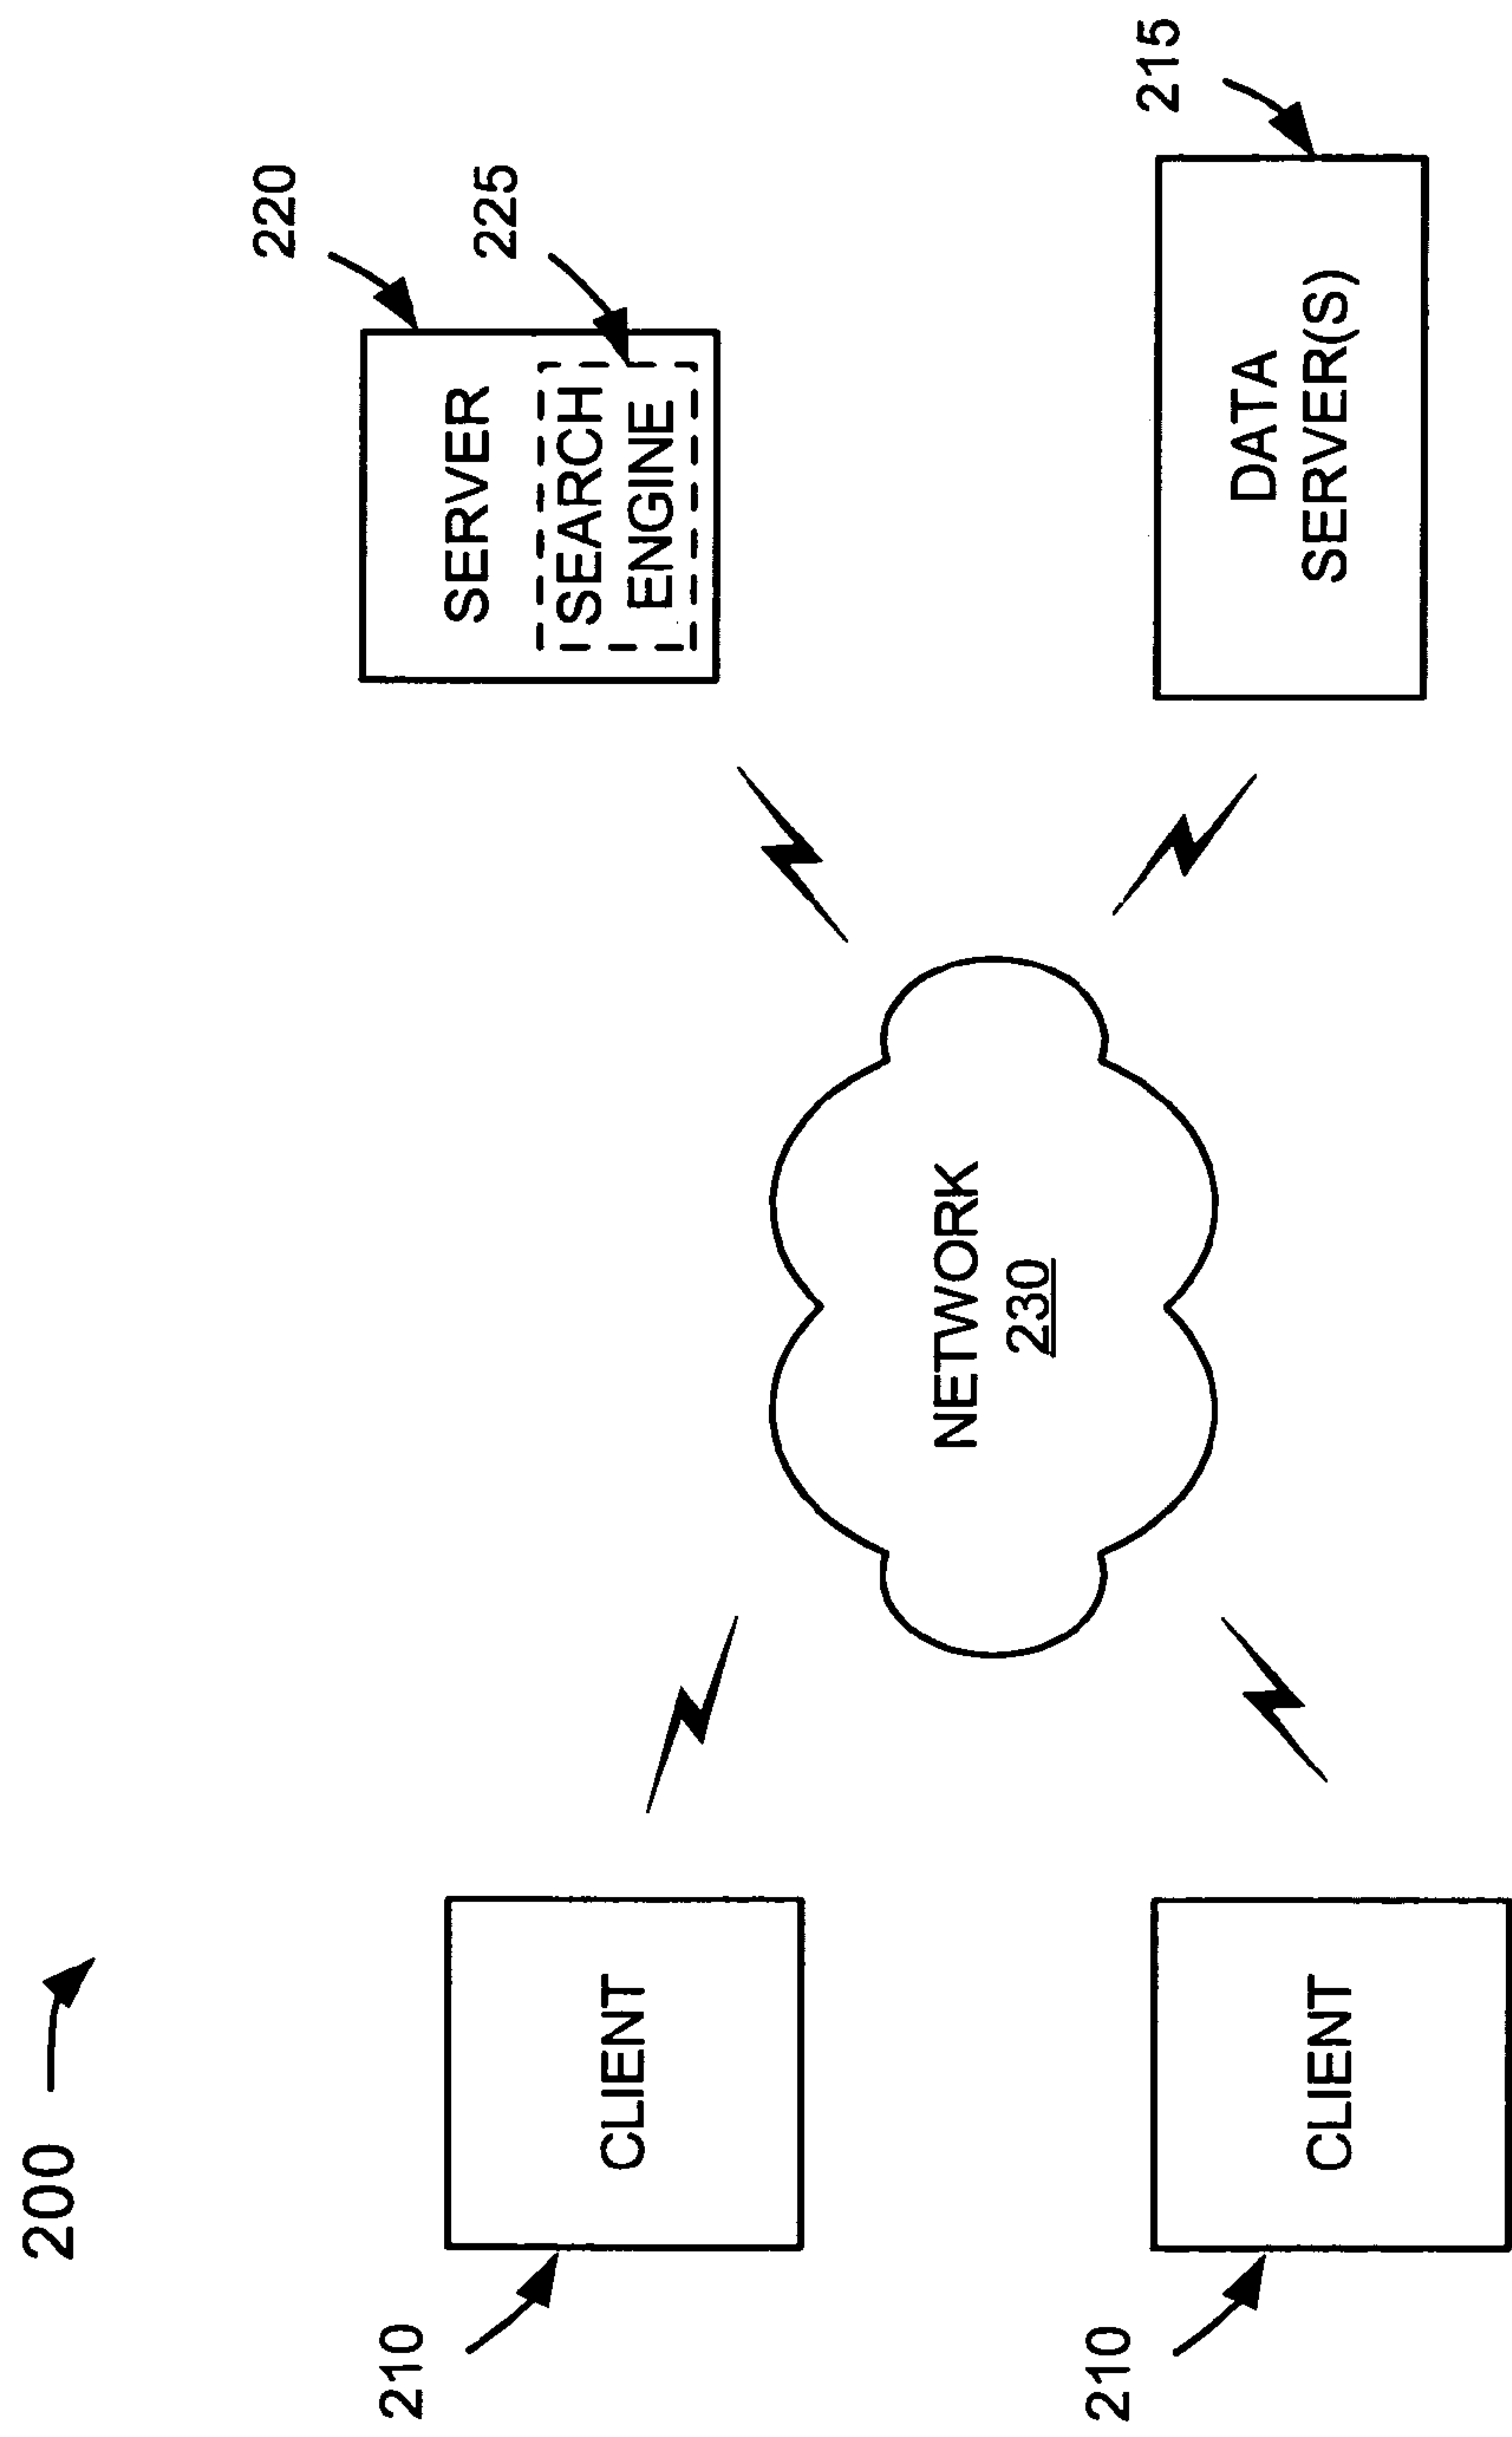 200
210
CLIENT
210
CLIENT
NETWORK
230
220
SERVER
225
SEARCH
ENGINE
215
DATA
SERVER(S)